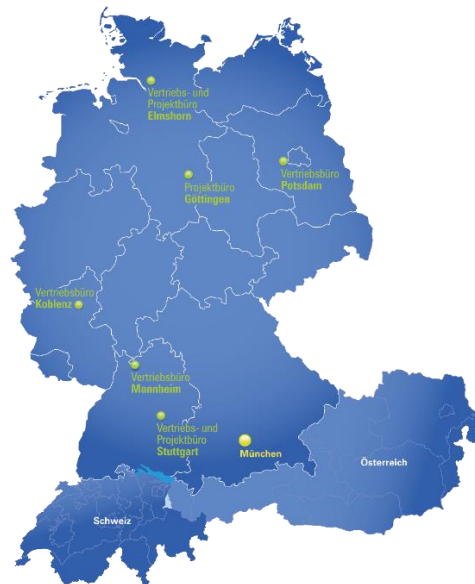 Vertriebs- und
Projektbüro
Elmshorn
Vertriebsbüro
Potsdam
Projektbüro
Göttingen
Vertriebsbüro
Koblenz
Vertriebsbüro
Mannheim
Vertriebs- und
Projektbüro
Stuttgart
München
Österreich
Schweiz